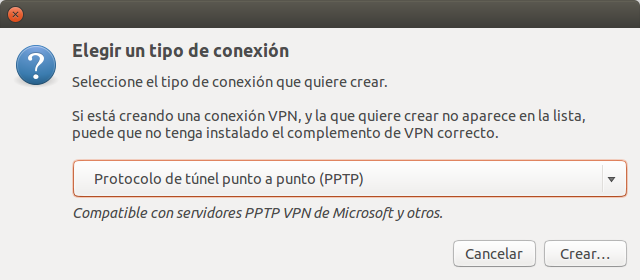 Elegir un tipo de conexión
Seleccione el tipo de conexión que quiere crear.
Si está creando una conexión VPN, y la que quiere crear no aparece en la lista,
puede que no tenga instalado el complemento de VPN correcto.
Protocolo de túnel punto a punto (PPTP)
Compatible con servidores PPTP VPN de Microsoft y otros.
Cancelar
Crear...